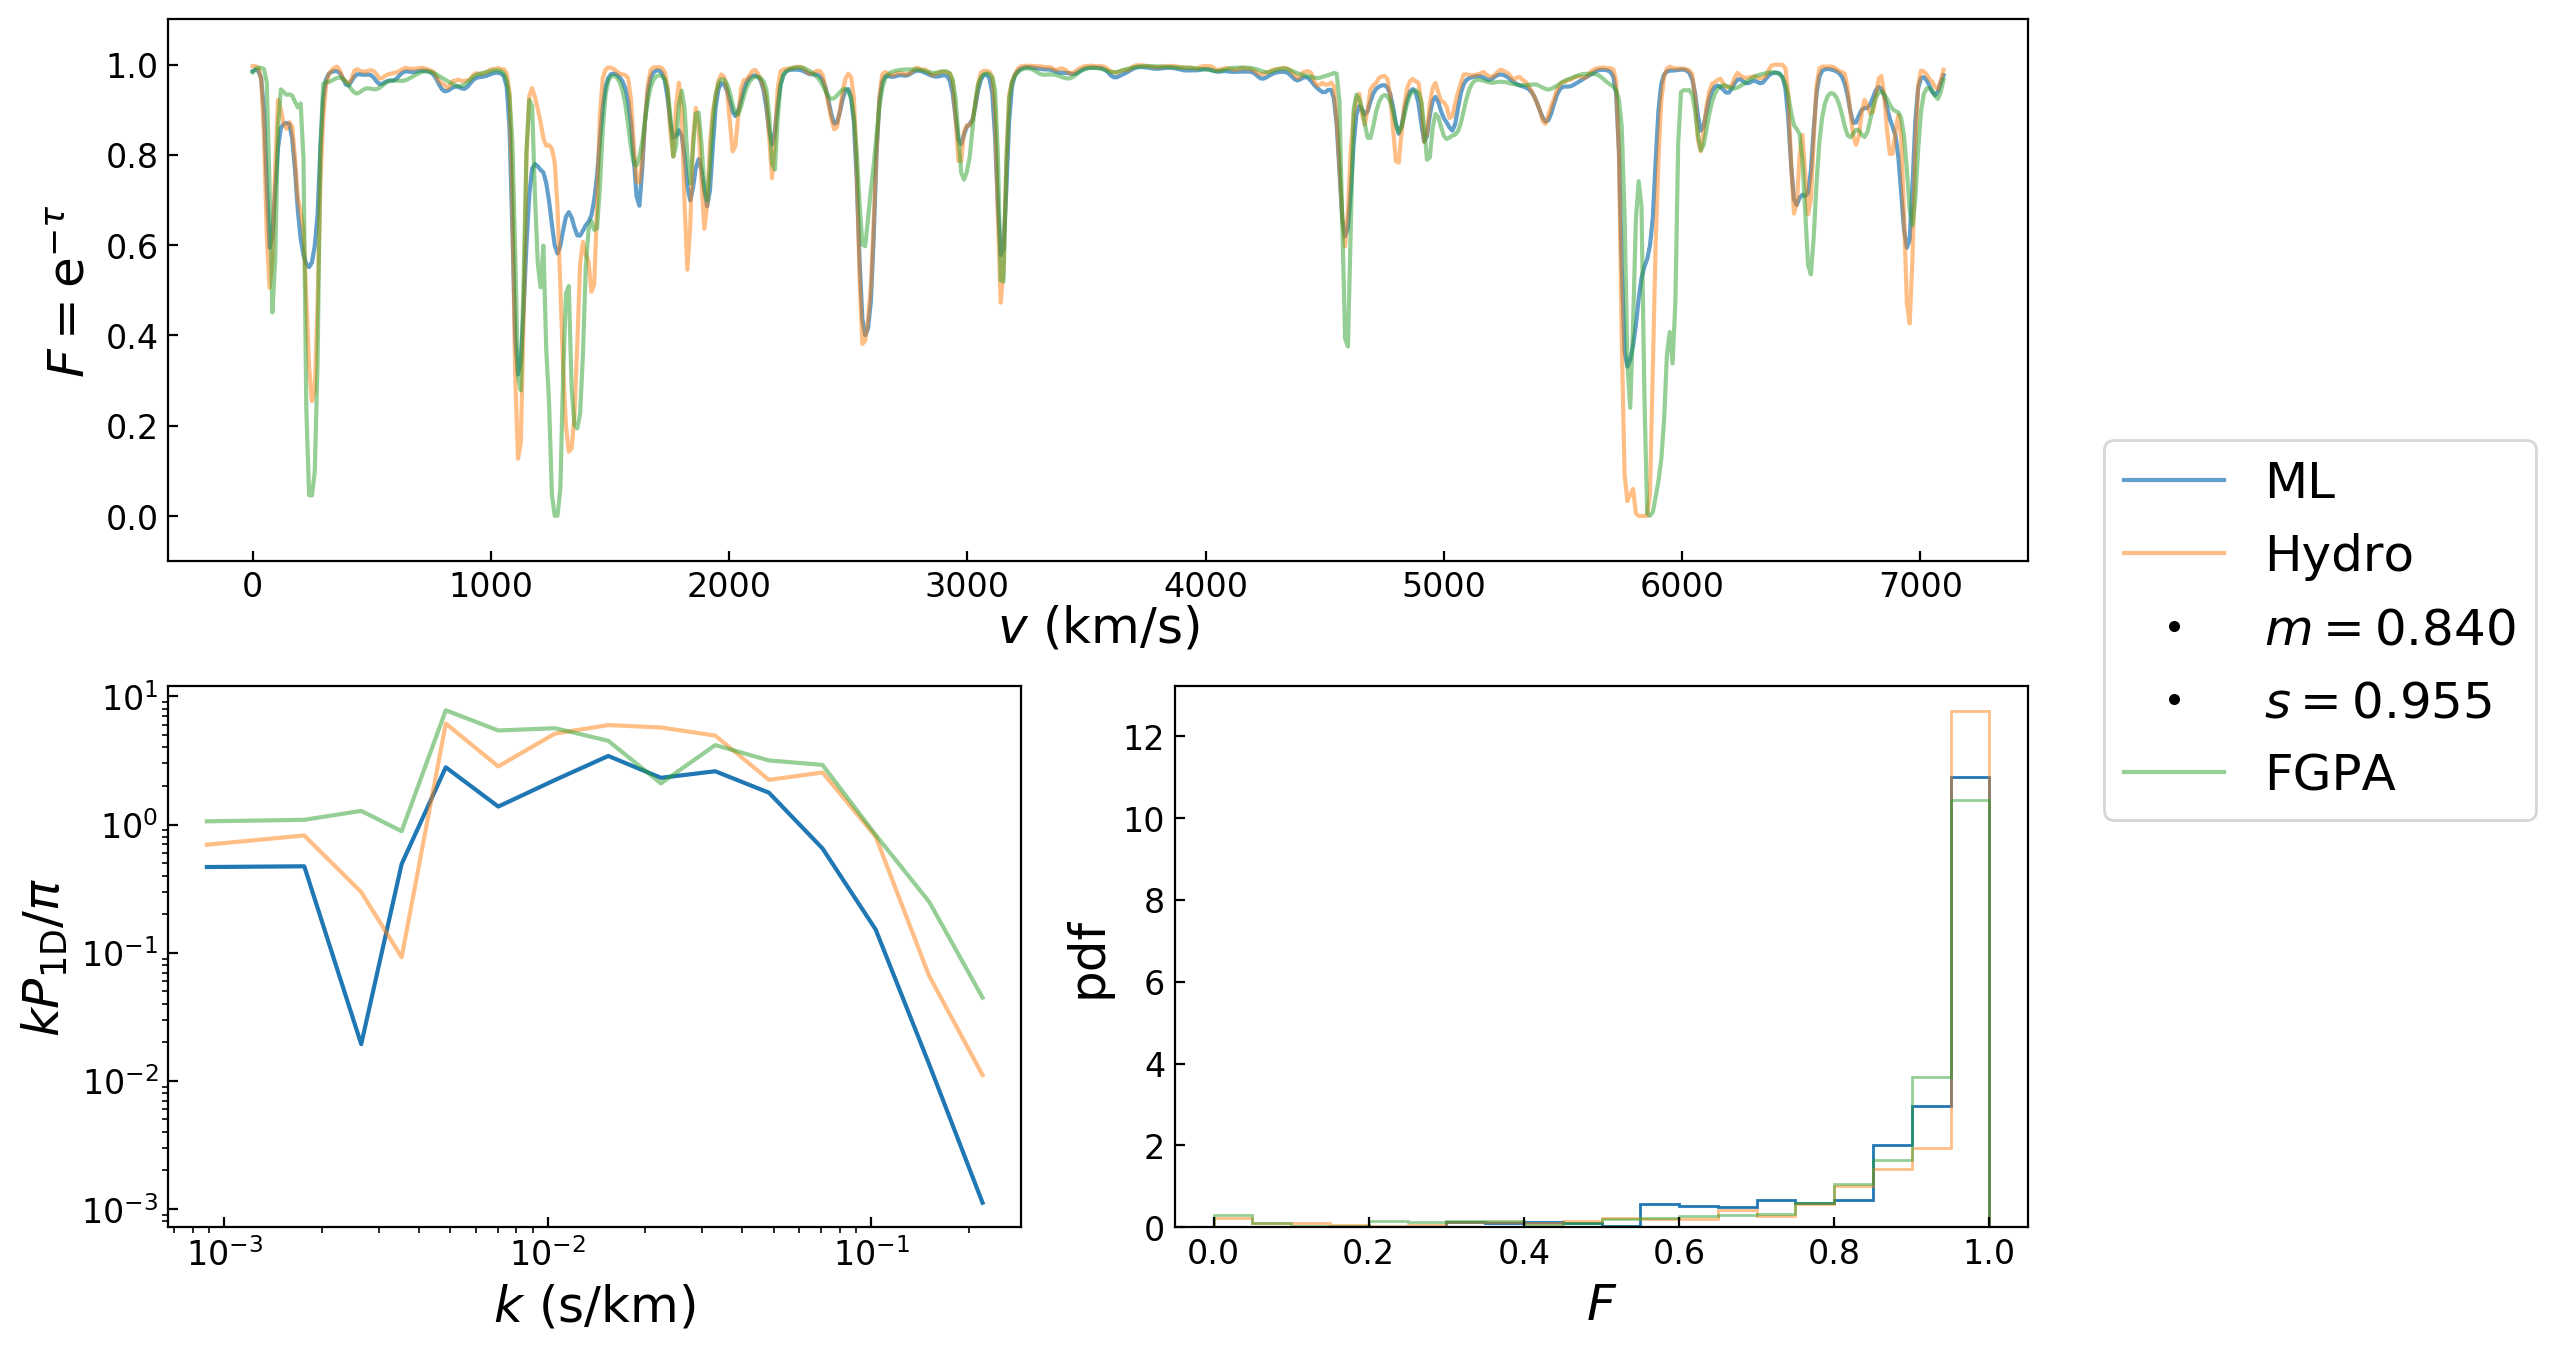 1.0
0.8
0.6
0.4
0.2
0.0
F = e^{−τ}
0 1000 2000 3000 4000 5000 6000 7000
v (km/s)
ML
Hydro
m = 0.840
s = 0.955
FGPA
10^1
10^0
10^{−1}
10^{−2}
10^{−3}
kP_{1D}/π
10^{−3} 10^{−2} 10^{−1}
k (s/km)
12
10
8
6
4
2
0
pdf
0.0 0.2 0.4 0.6 0.8 1.0
F